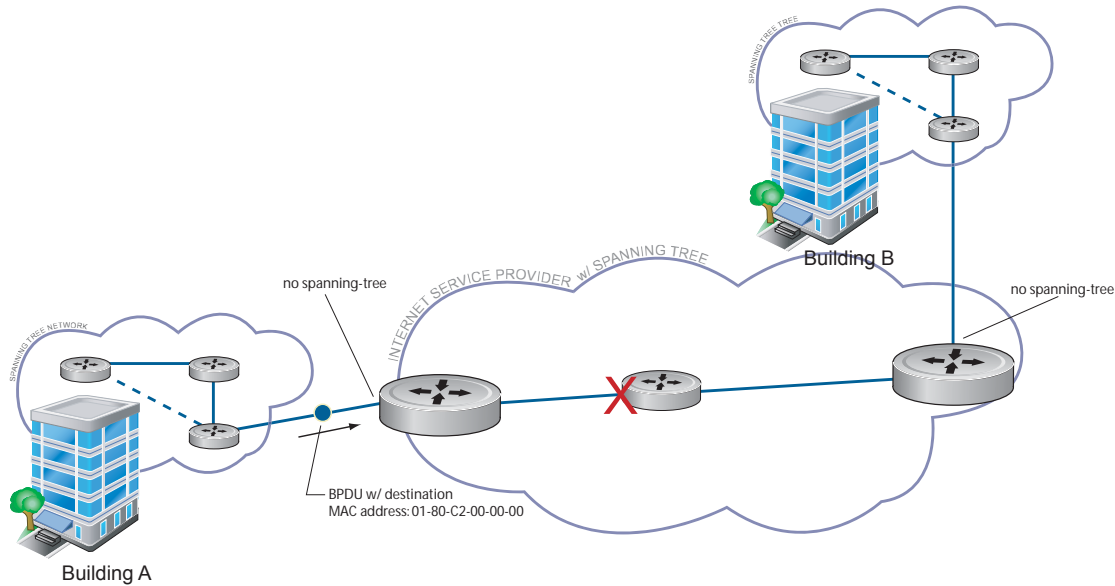 SPANNING TREE TREE
Building B
INTERNET SERVICE PROVIDER w/ SPANNING TREE
no spanning-tree
no spanning-tree
SPANNING TREE NETWORK
BPDU w/ destination
MAC address: 01-80-C2-00-00-00
Building A